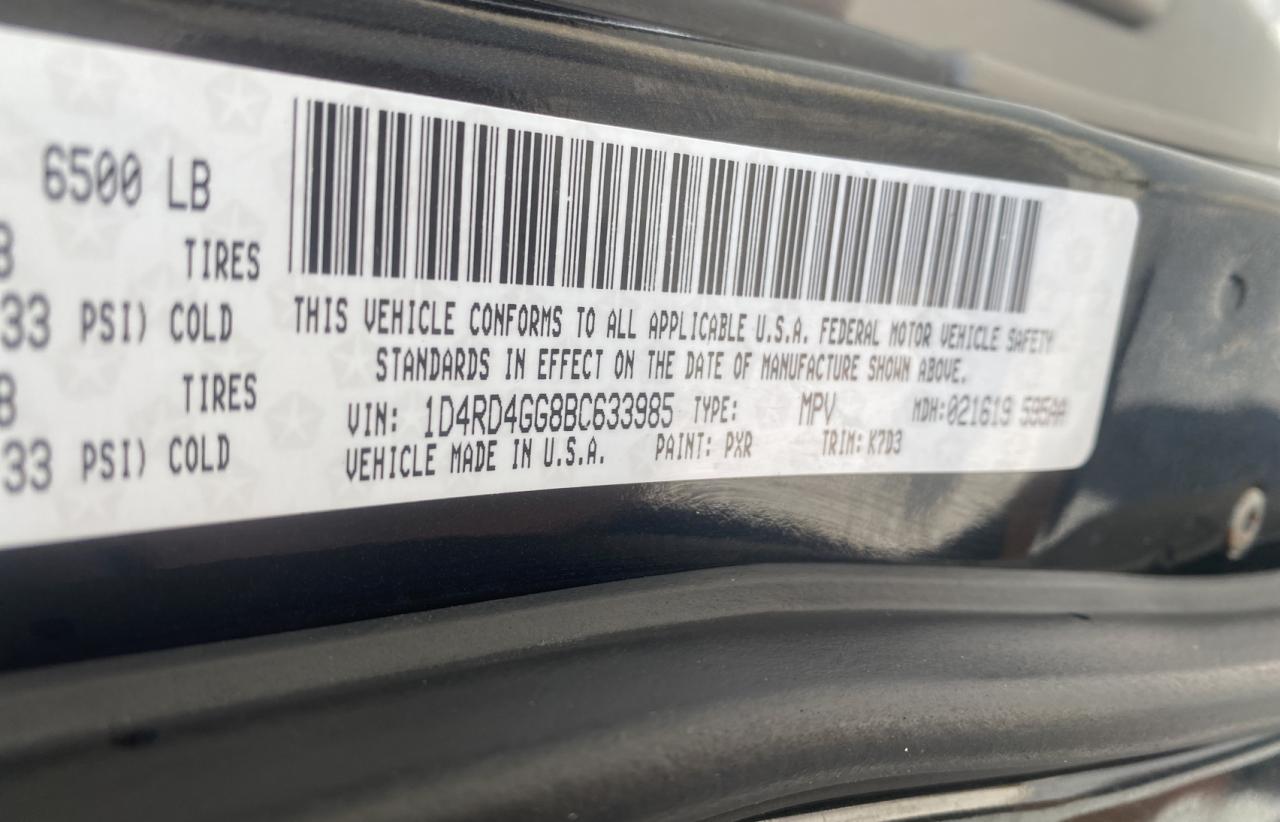 6500 LB
TIRES
33 PSI) COLD
TIRES
33 PSI) COLD
THIS VEHICLE CONFORMS TO ALL APPLICABLE U.S.A. FEDERAL MOTOR VEHICLE SAFETY
STANDARDS IN EFFECT ON THE DATE OF MANUFACTURE SHOWN ABOVE.
VIN: 1D4RD4GG8BC633985 TYPE: MPV MDH:021619 595AA
VEHICLE MADE IN U.S.A. PAINT: PXR TRIM: K7D3